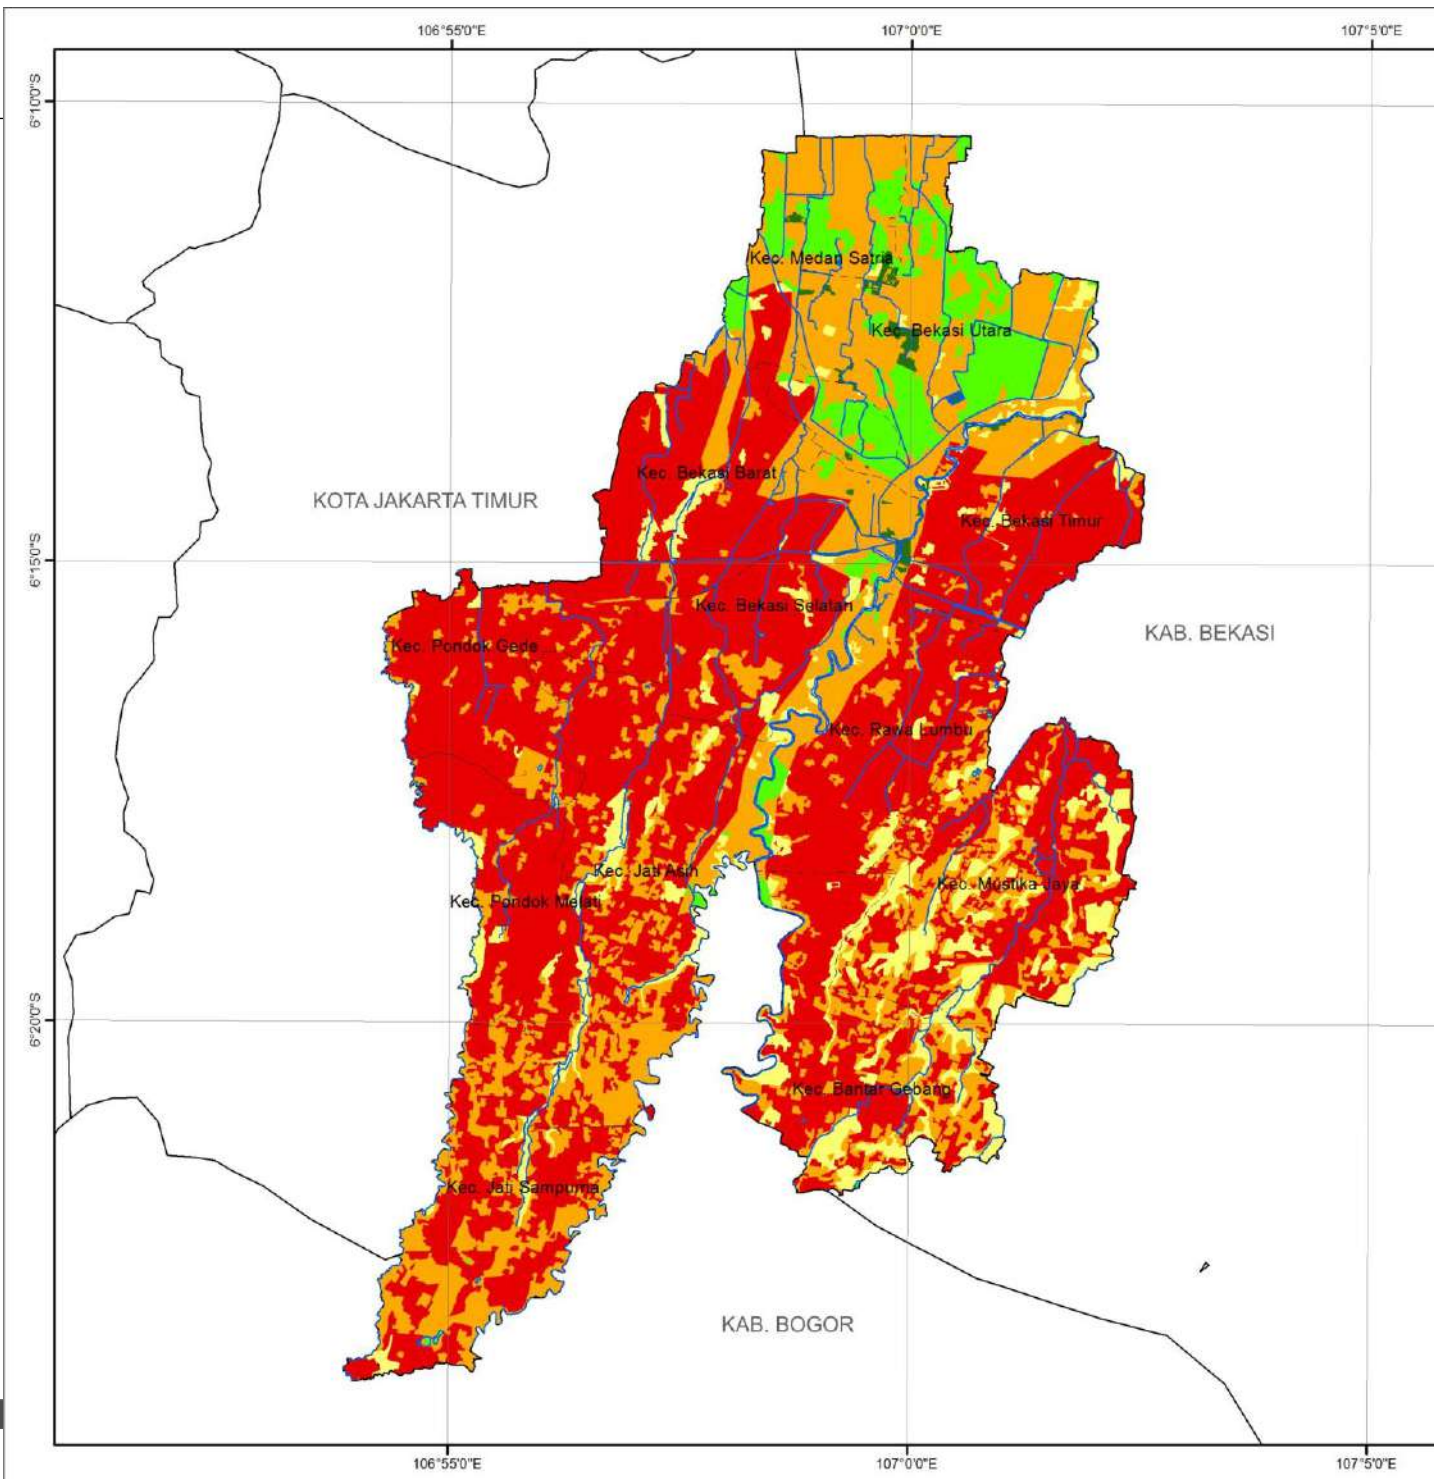 106°55'0"E
107°0'0"E
107°5'0"E
6°10'0"S
Kec. Medan Satria
Kec. Bekasi Utara
Kec. Bekasi Barat
KOTA JAKARTA TIMUR
Kec. Bekasi Timur
6°15'0"S
Kec. Bekasi Selatan
KAB. BEKASI
Kec. Pondok Gede
Kec. Rawa Lumbu
Kec. Jati Asih
Kec. Mustika Jaya
Kec. Pondok Melati
6°20'0"S
Kec. Bantar Gebang
Kec. Jati Sampurna
KAB. BOGOR
106°55'0"E
107°0'0"E
107°5'0"E